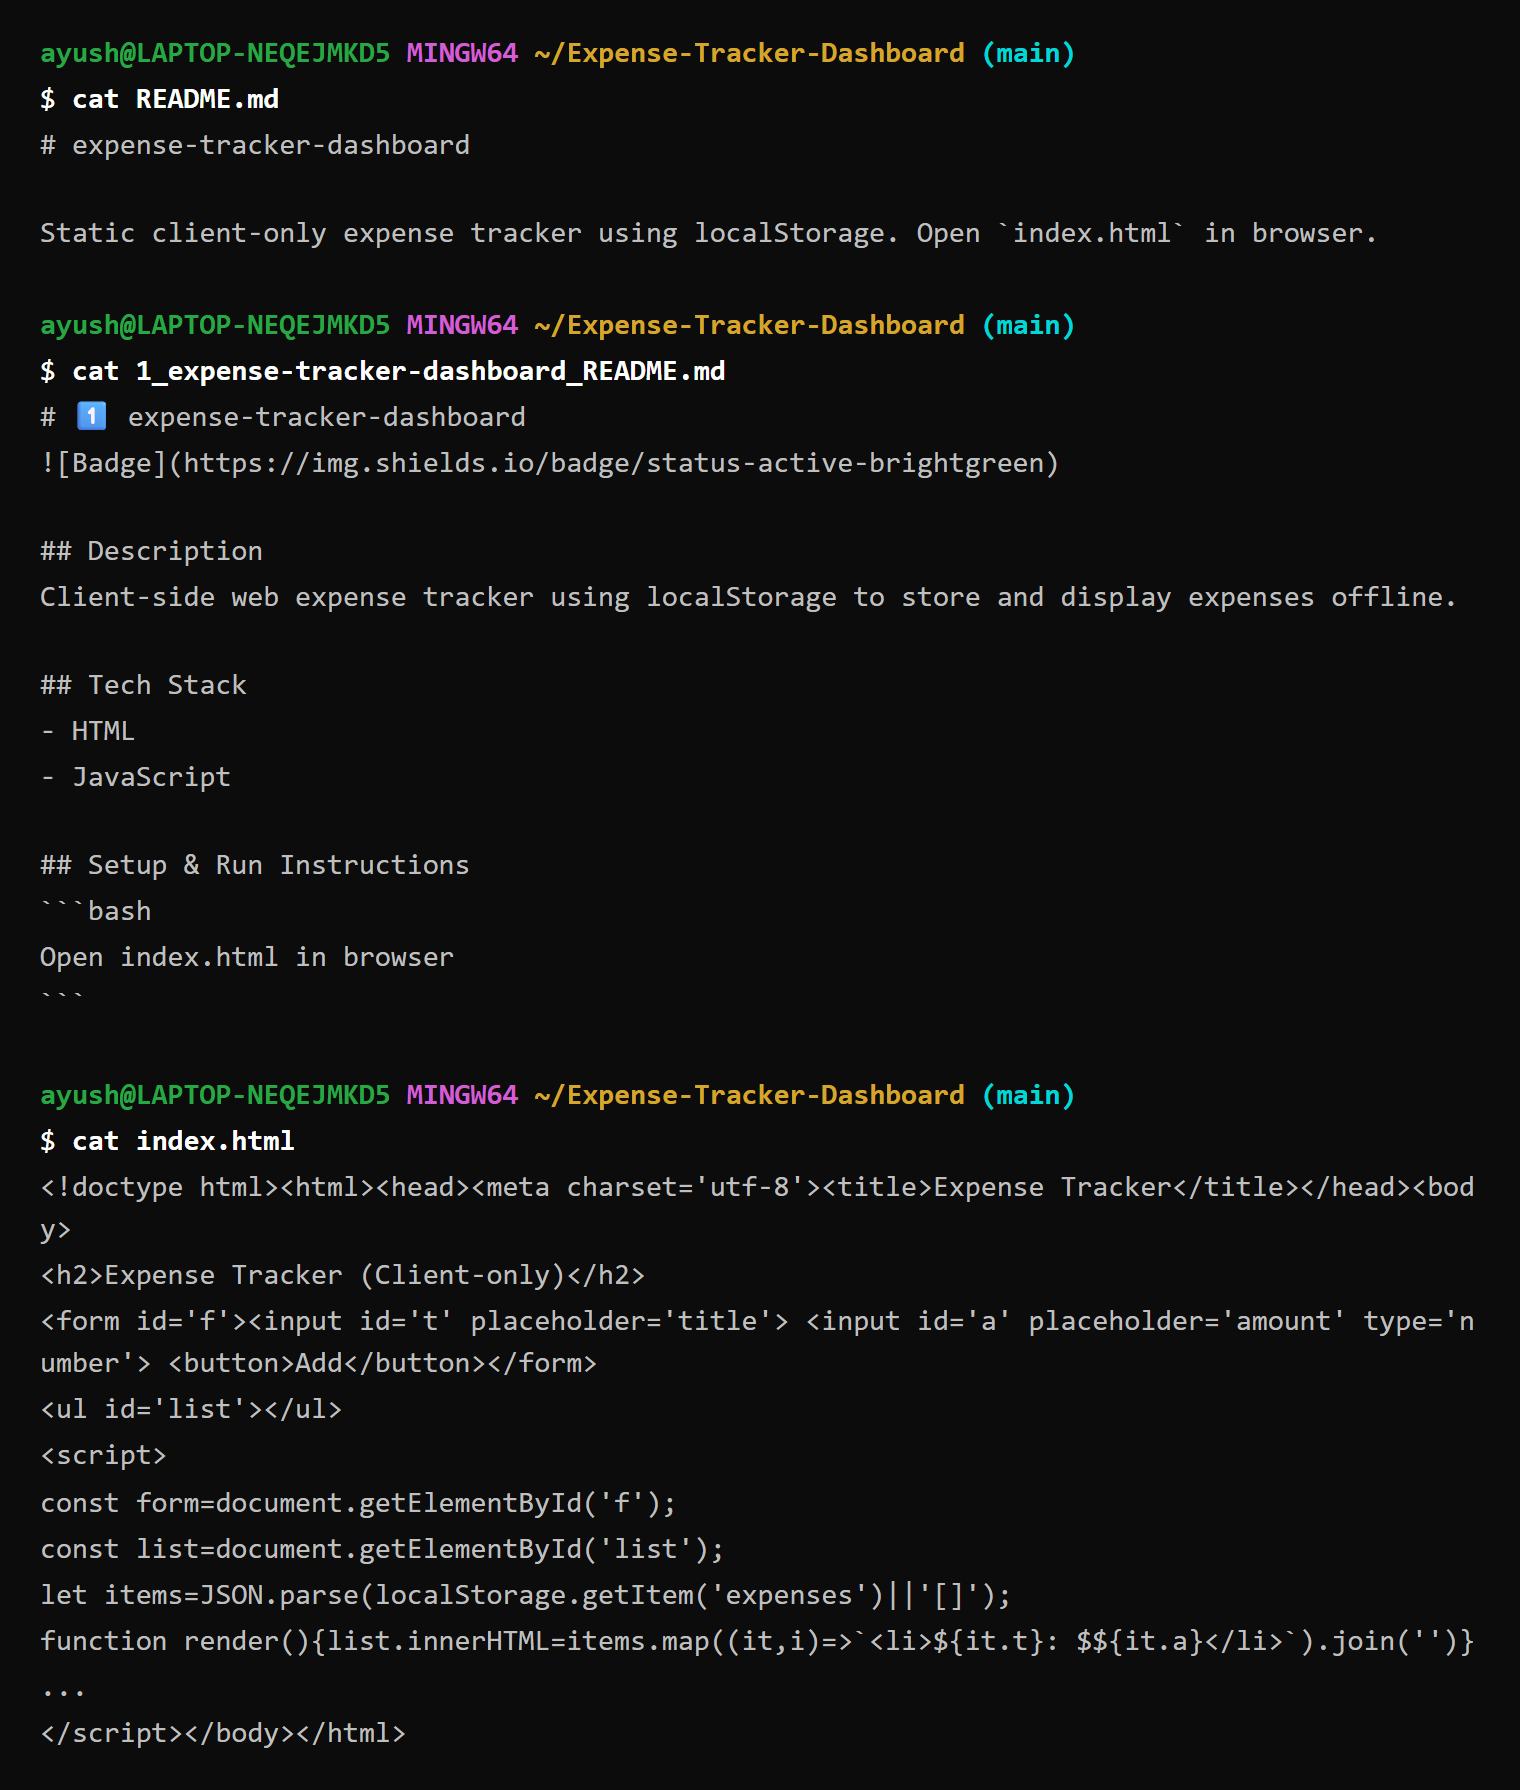 ayush@LAPTOP-NEQEJMKD5 MINGW64 ~/Expense-Tracker-Dashboard (main)
$ cat README.md
# expense-tracker-dashboard
Static client-only expense tracker using localStorage. Open `index.html` in browser.
ayush@LAPTOP-NEQEJMKD5 MINGW64 ~/Expense-Tracker-Dashboard (main)
$ cat 1_expense-tracker-dashboard_README.md
# 1️⃣ expense-tracker-dashboard
![Badge](https://img.shields.io/badge/status-active-brightgreen)
## Description
Client-side web expense tracker using localStorage to store and display expenses offline.
## Tech Stack
- HTML
- JavaScript
## Setup & Run Instructions
```bash
Open index.html in browser
```
ayush@LAPTOP-NEQEJMKD5 MINGW64 ~/Expense-Tracker-Dashboard (main)
$ cat index.html
<!doctype html><html><head><meta charset='utf-8'><title>Expense Tracker</title></head><bod
y>
<h2>Expense Tracker (Client-only)</h2>
<form id='f'><input id='t' placeholder='title'> <input id='a' placeholder='amount' type='n
umber'> <button>Add</button></form>
<ul id='list'></ul>
<script>
const form=document.getElementById('f');
const list=document.getElementById('list');
let items=JSON.parse(localStorage.getItem('expenses')||'[]');
function render(){list.innerHTML=items.map((it,i)=>`<li>${it.t}: $${it.a}</li>`).join('')}
...
</script></body></html>